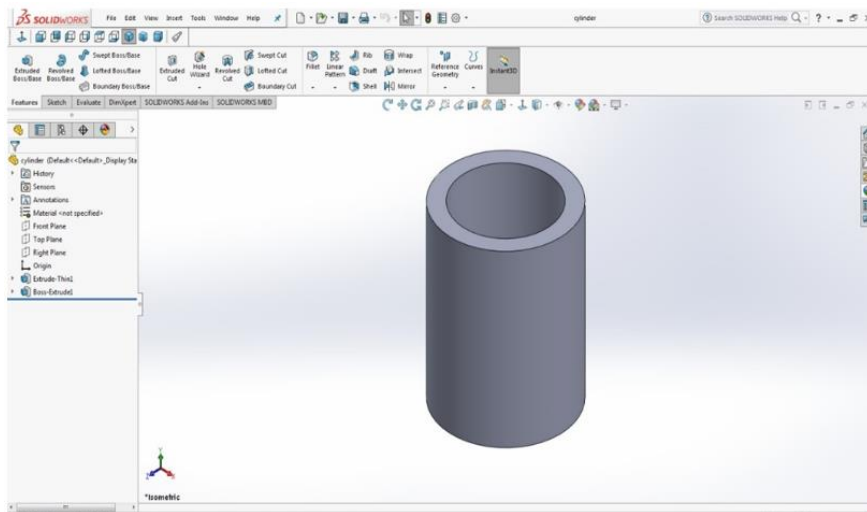 SOLIDWORKS File Edit View Insert Tools Window Help cylinder Search SOLIDWORKS Help
Extruded Boss/Base
Revolved Boss/Base
Swept Boss/Base
Lofted Boss/Base
Boundary Boss/Base
Extruded Cut
Hole Wizard
Revolved Cut
Swept Cut
Lofted Cut
Boundary Cut
Fillet
Linear Pattern
Rib
Draft
Shell
Wrap
Intersect
Mirror
Reference Geometry
Curves
Instant3D
Features Sketch Evaluate DimXpert SOLIDWORKS Add-Ins SOLIDWORKS MBD
cylinder (Default<<Default>_Display Sta
History
Sensors
Annotations
Material <not specified>
Front Plane
Top Plane
Right Plane
Origin
Extrude-Thin1
Boss-Extrude1
Y
Z
X
*Isometric